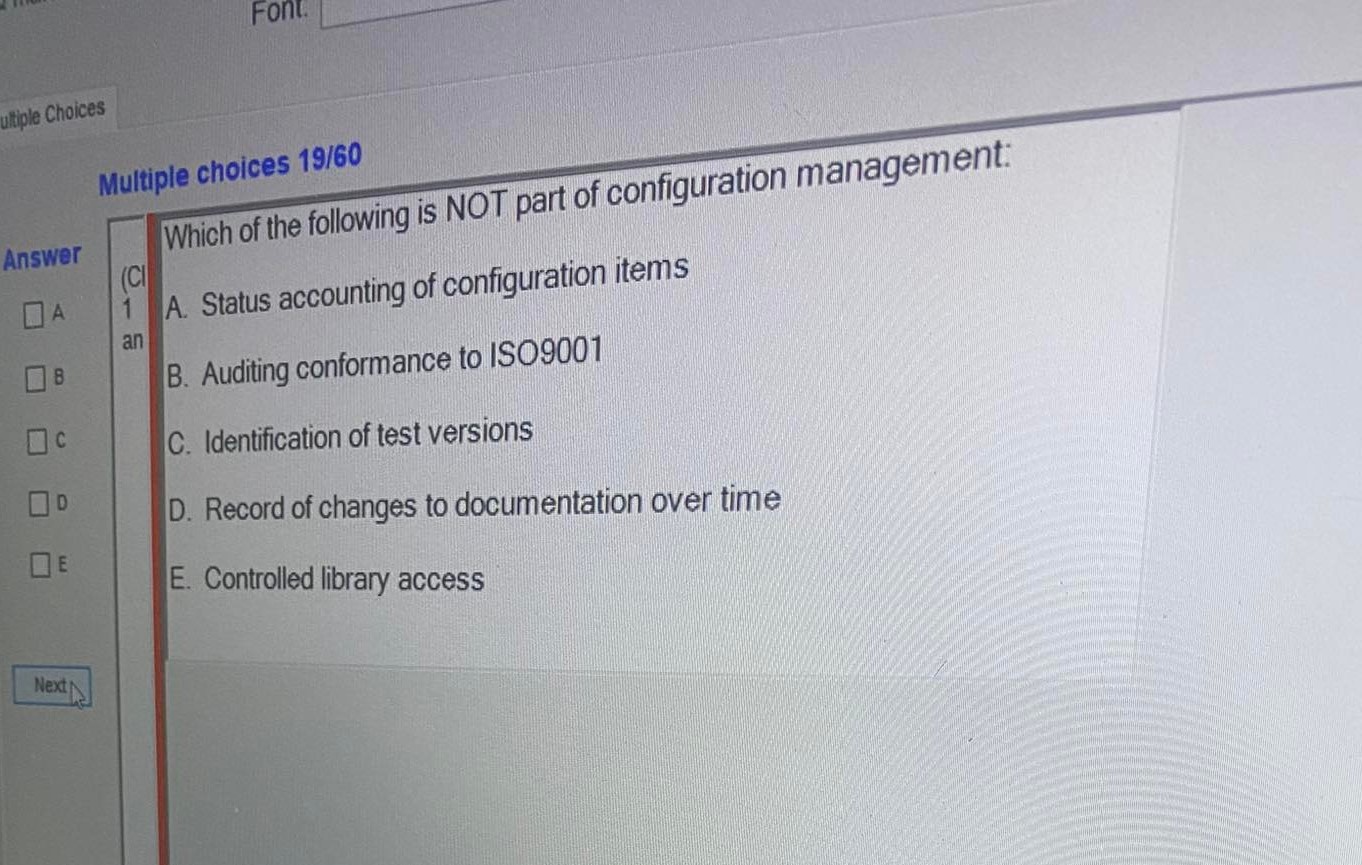 Font:
ultiple Choices
Multiple choices 19/60
Answer
A
B
C
D
E
Next
(Cl
1
an
Which of the following is NOT part of configuration management:
A. Status accounting of configuration items
B. Auditing conformance to ISO9001
C. Identification of test versions
D. Record of changes to documentation over time
E. Controlled library access